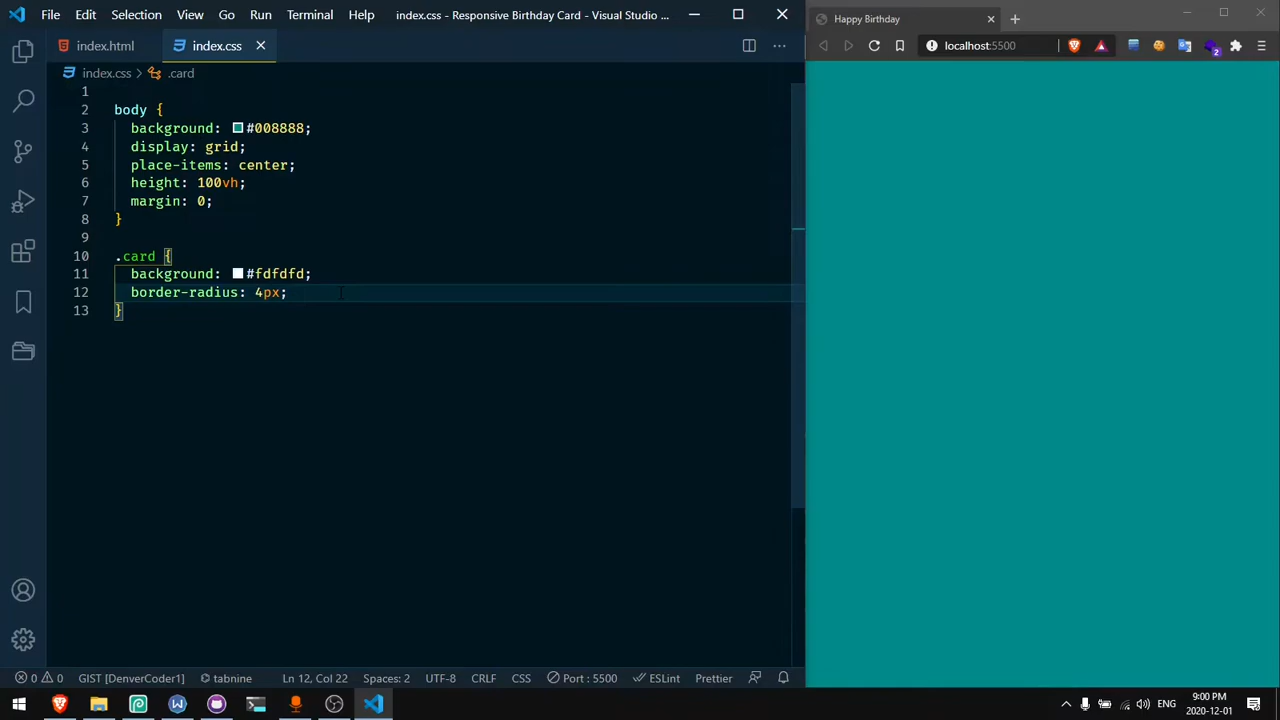 File Edit Selection View Go Run Terminal Help index.css - Responsive Birthday Card - Visual Studio ...
index.html index.css
index.css > .card
1
2 body {
3 background: #008888;
4 display: grid;
5 place-items: center;
6 height: 100vh;
7 margin: 0;
8 }
9
10 .card {
11 background: #fdfdfd;
12 border-radius: 4px;
13 }
0 0 GIST [DenverCoder1] tabnine Ln 12, Col 22 Spaces: 2 UTF-8 CRLF CSS Port : 5500 ESLint Prettier
Happy Birthday
localhost:5500
2
ENG
9:00 PM
2020-12-01